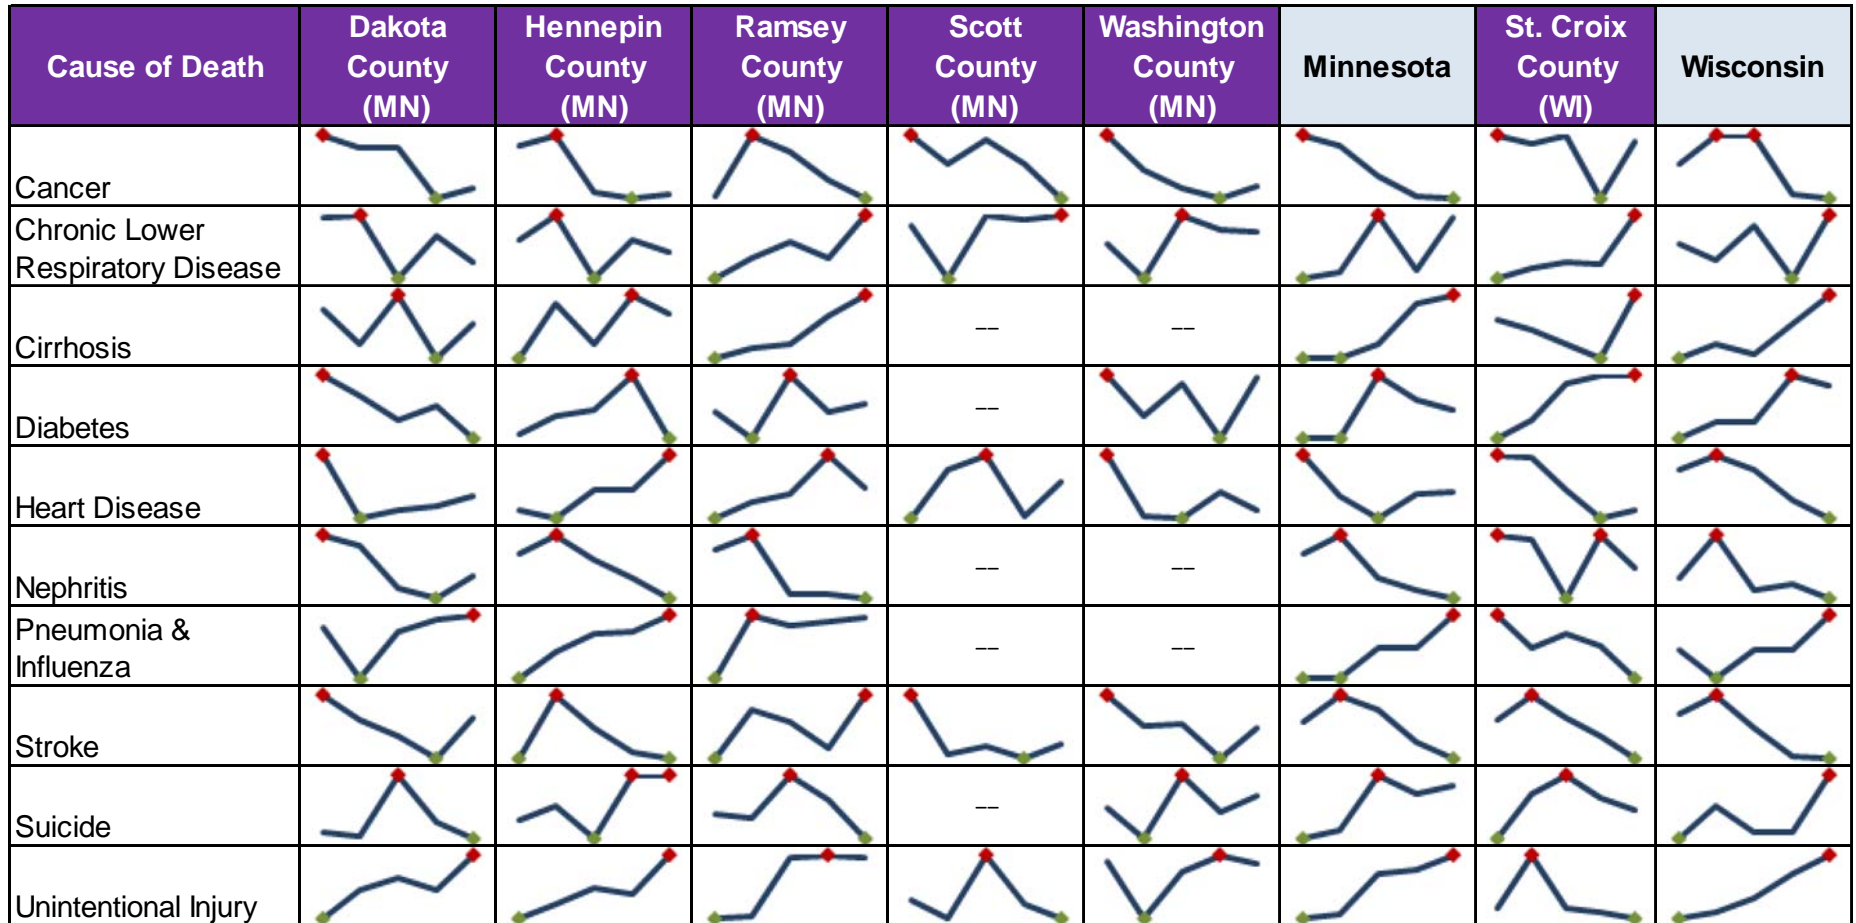 Cause of Death
Dakota
County
(MN)
Hennepin
County
(MN)
Ramsey
County
(MN)
Scott
County
(MN)
Washington
County
(MN)
Minnesota
St. Croix
County
(WI)
Wisconsin
Cancer
Chronic Lower
Respiratory Disease
Cirrhosis
--
--
Diabetes
--
Heart Disease
Nephritis
--
--
Pneumonia &
Influenza
--
--
Stroke
Suicide
--
Unintentional Injury